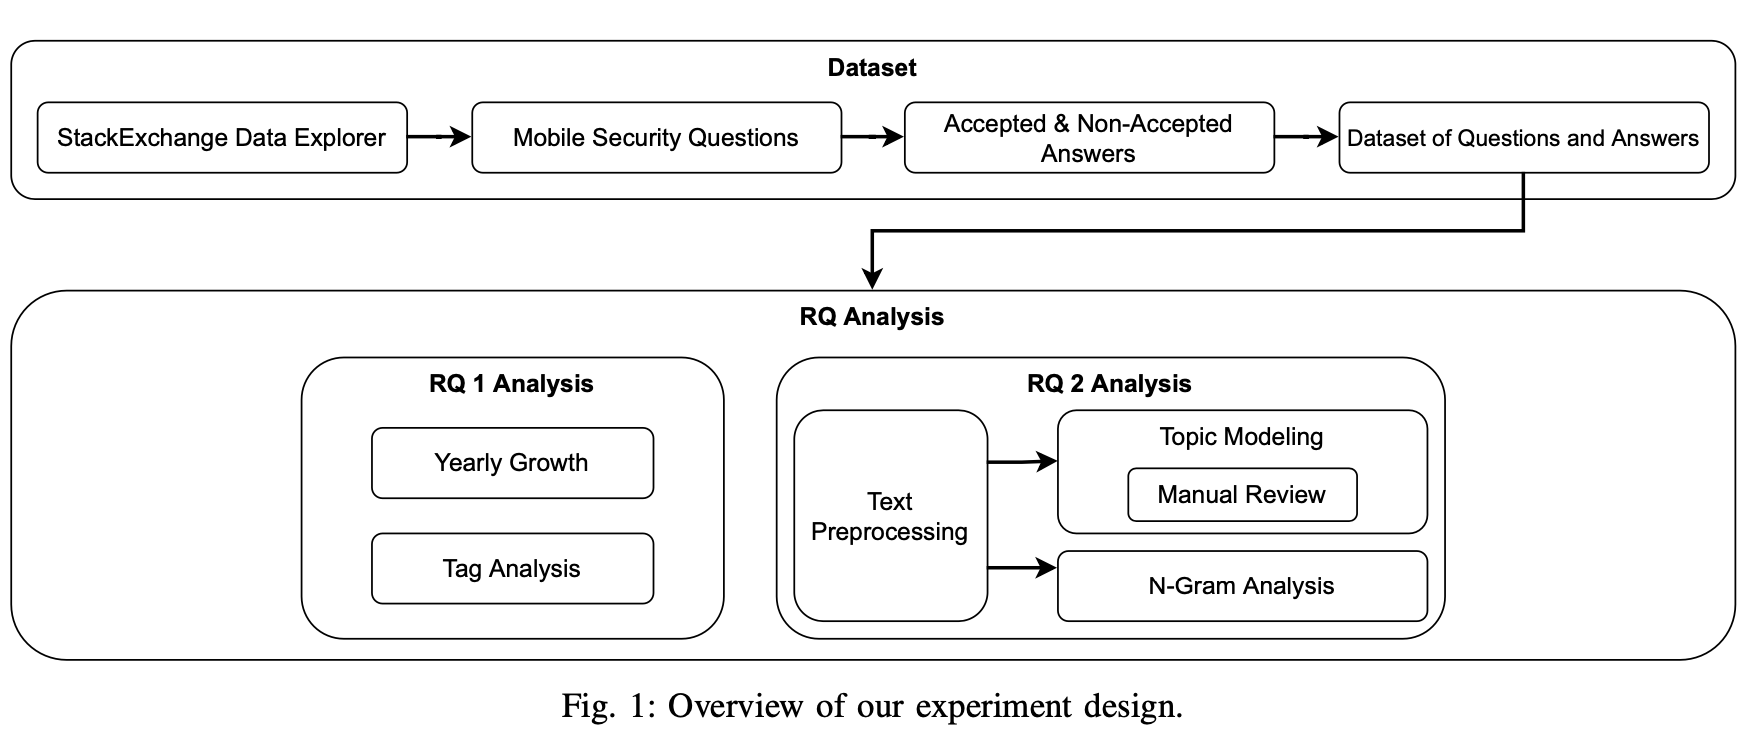 Dataset
StackExchange Data Explorer
Mobile Security Questions
Accepted & Non-Accepted
Answers
Dataset of Questions and Answers
RQ Analysis
RQ 1 Analysis
Yearly Growth
Tag Analysis
RQ 2 Analysis
Text
Preprocessing
Topic Modeling
Manual Review
N-Gram Analysis
Fig. 1: Overview of our experiment design.